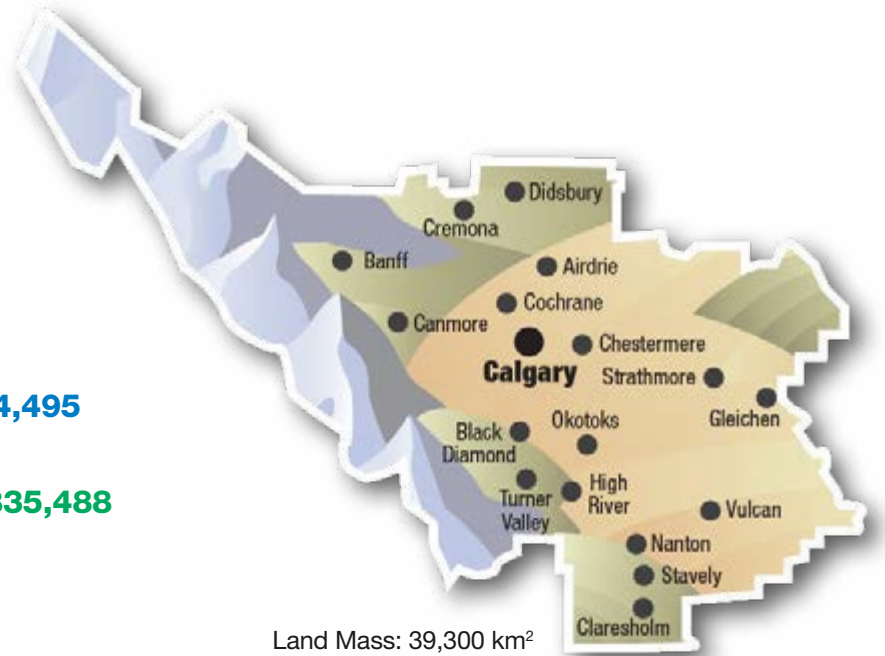 Didsbury
Cremona
Banff
Airdrie
Cochrane
Canmore
Chestermere
Calgary
Strathmore
Gleichen
4,495
Okotoks
Black
Diamond
335,488
High
River
Turner
Valley
Vulcan
Nanton
Stavely
Claresholm
Land Mass: 39,300 km²